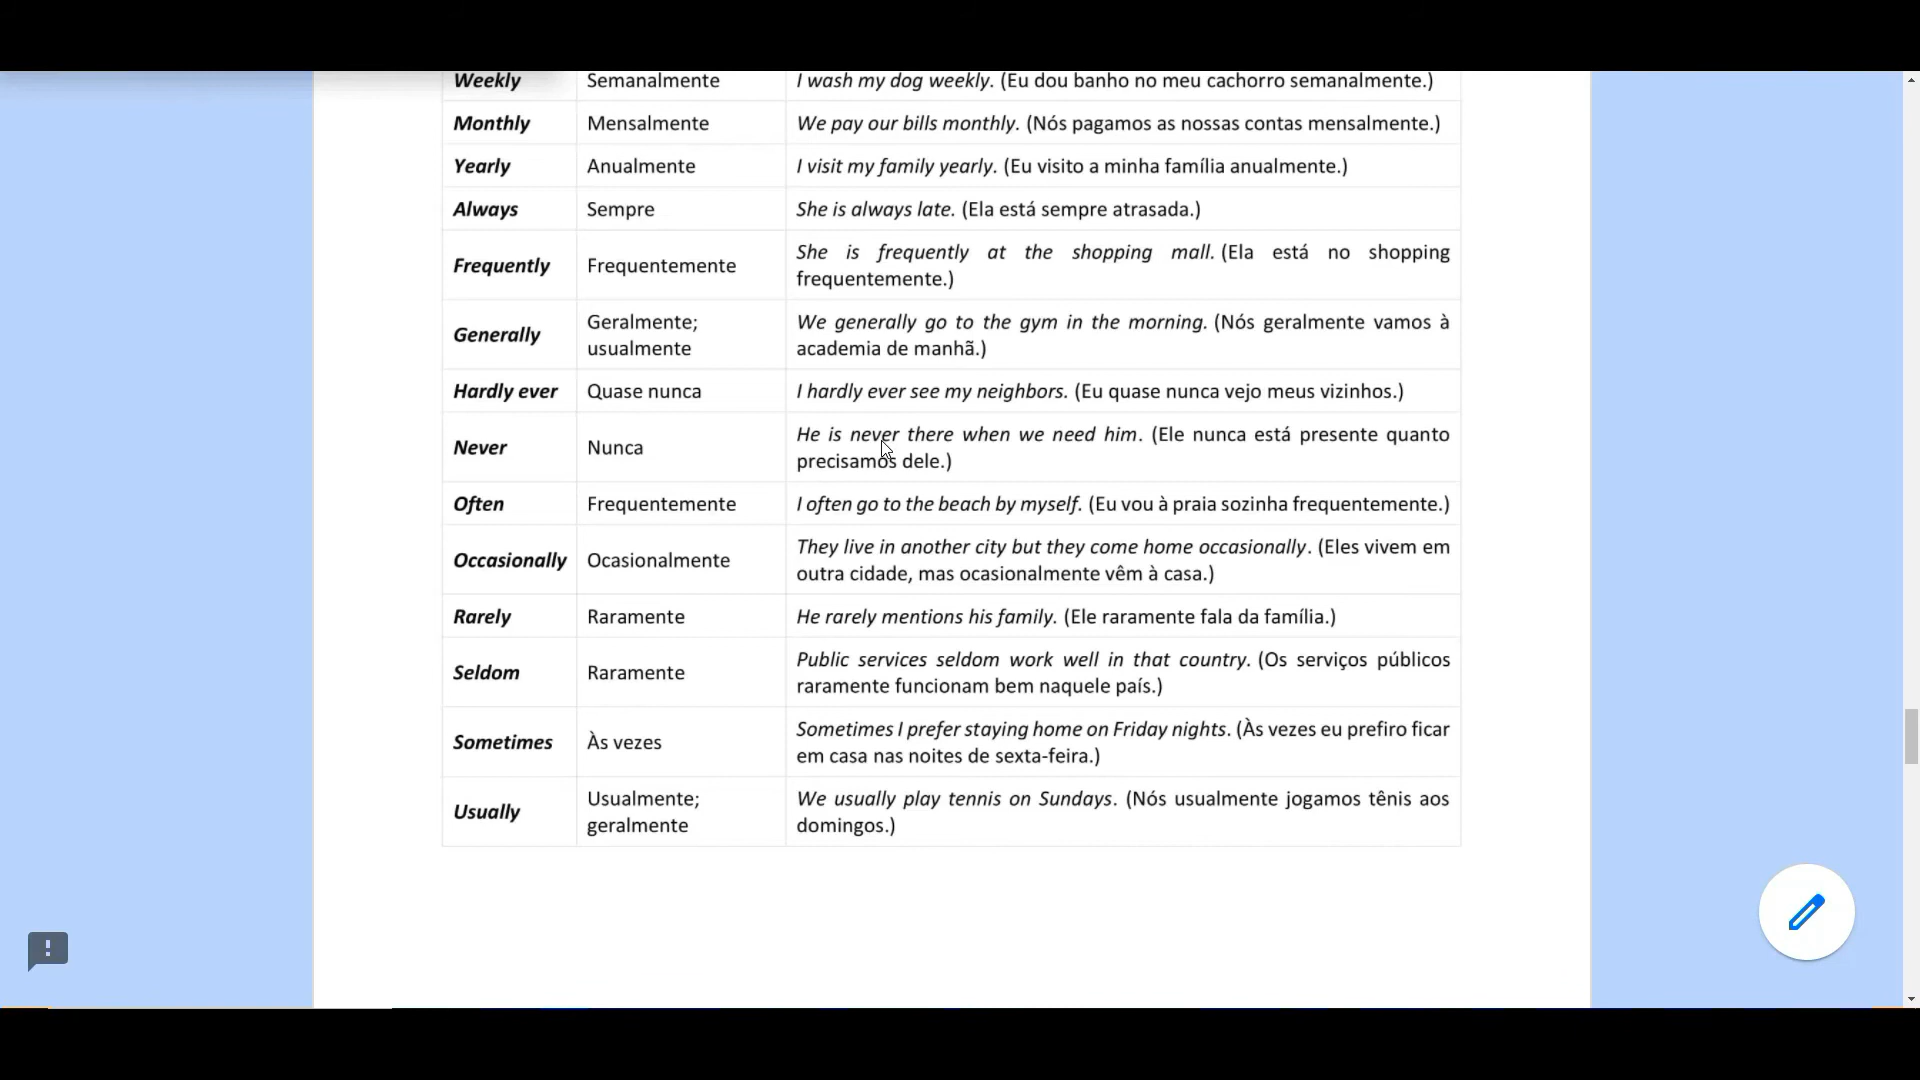 Weekly Semanalmente I wash my dog weekly. (Eu dou banho no meu cachorro semanalmente.)
Monthly Mensalmente We pay our bills monthly. (Nós pagamos as nossas contas mensalmente.)
Yearly Anualmente I visit my family yearly. (Eu visito a minha família anualmente.)
Always Sempre She is always late. (Ela está sempre atrasada.)
Frequently Frequentemente She is frequently at the shopping mall. (Ela está no shopping
frequentemente.)
Generally Geralmente; We generally go to the gym in the morning. (Nós geralmente vamos à
usualmente academia de manhã.)
Hardly ever Quase nunca I hardly ever see my neighbors. (Eu quase nunca vejo meus vizinhos.)
Never Nunca He is never there when we need him. (Ele nunca está presente quanto
precisamos dele.)
Often Frequentemente I often go to the beach by myself. (Eu vou à praia sozinha frequentemente.)
Occasionally Ocasionalmente They live in another city but they come home occasionally. (Eles vivem em
outra cidade, mas ocasionalmente vêm à casa.)
Rarely Raramente He rarely mentions his family. (Ele raramente fala da família.)
Seldom Raramente Public services seldom work well in that country. (Os serviços públicos
raramente funcionam bem naquele país.)
Sometimes Às vezes Sometimes I prefer staying home on Friday nights. (Às vezes eu prefiro ficar
em casa nas noites de sexta-feira.)
Usually Usualmente; We usually play tennis on Sundays. (Nós usualmente jogamos tênis aos
geralmente domingos.)